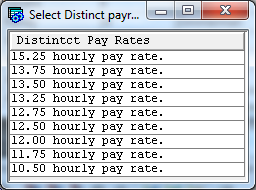 Select Distinct payr...
Distintct Pay Rates
15.25 hourly pay rate.
13.75 hourly pay rate.
13.50 hourly pay rate.
13.25 hourly pay rate.
12.75 hourly pay rate.
12.50 hourly pay rate.
12.00 hourly pay rate.
11.75 hourly pay rate.
10.50 hourly pay rate.